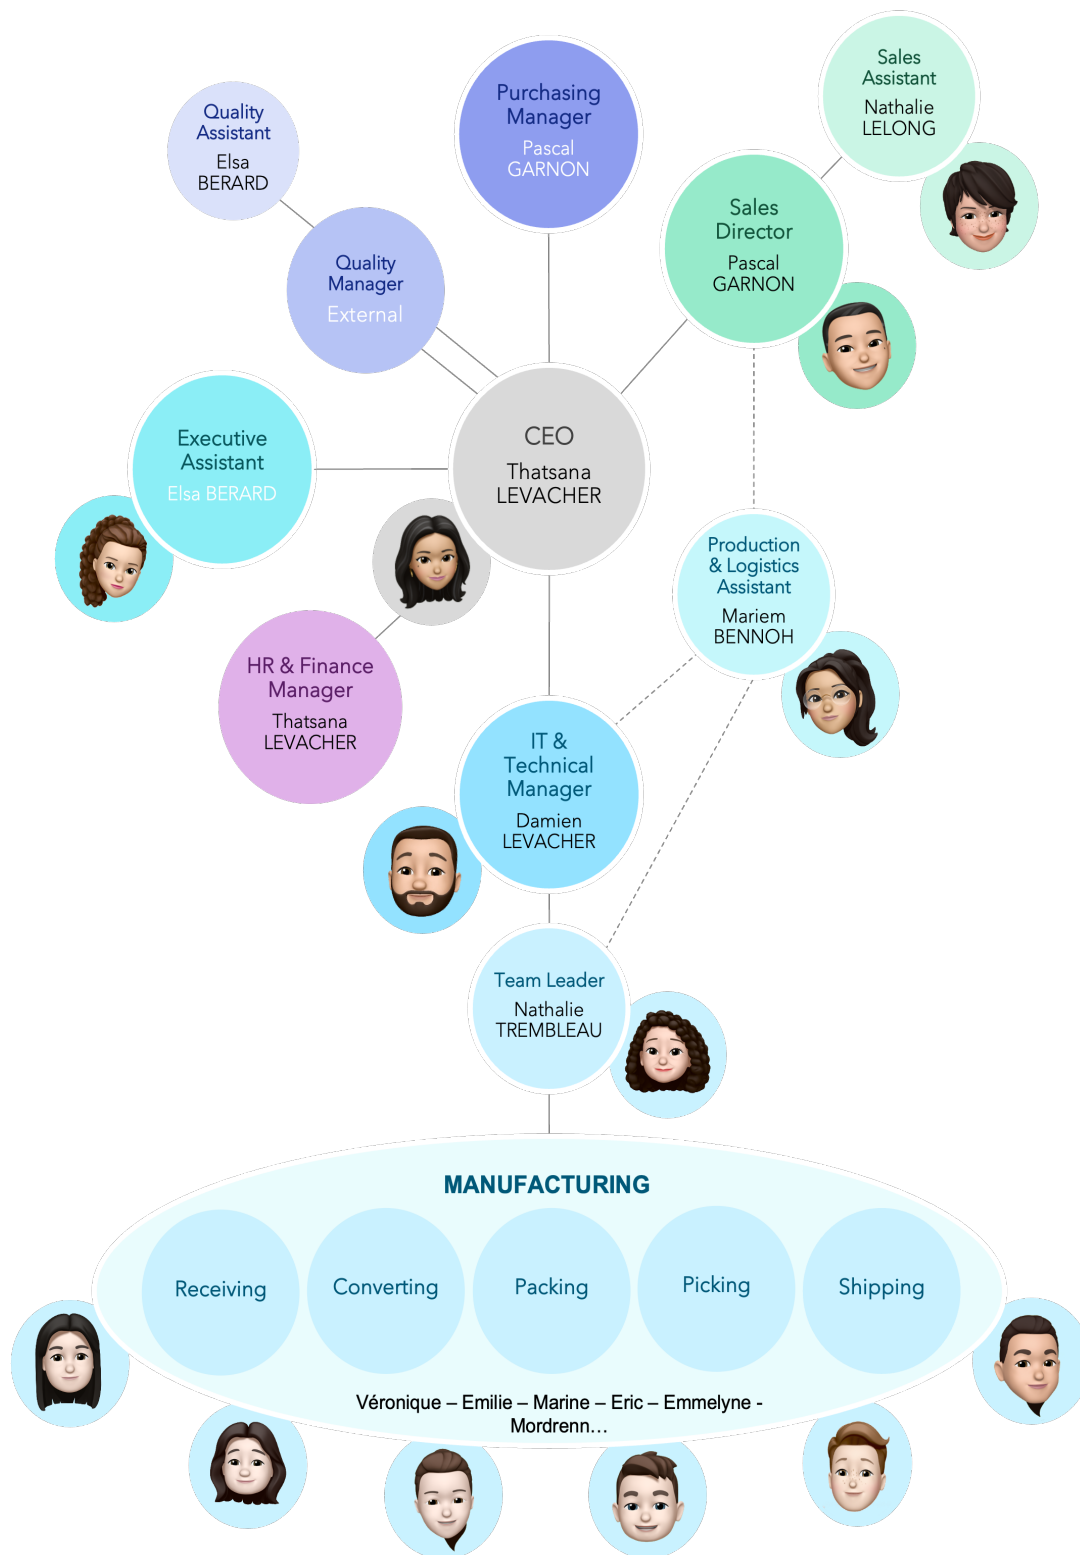 Sales
Assistant
Nathalie
LELONG
Purchasing
Manager
Pascal
GARNON
Quality
Assistant
Elsa
BERARD
Sales
Director
Pascal
GARNON
Quality
Manager
External
CEO
Thatsana
LEVACHER
Executive
Assistant
Elsa BERARD
Production
& Logistics
Assistant
Mariem
BENNOH
HR & Finance
Manager
Thatsana
LEVACHER
IT &
Technical
Manager
Damien
LEVACHER
Team Leader
Nathalie
TREMBLEAU
MANUFACTURING
Receiving
Converting
Packing
Picking
Shipping
Véronique – Emilie – Marine – Eric – Emmelyne -
Mordrenn...